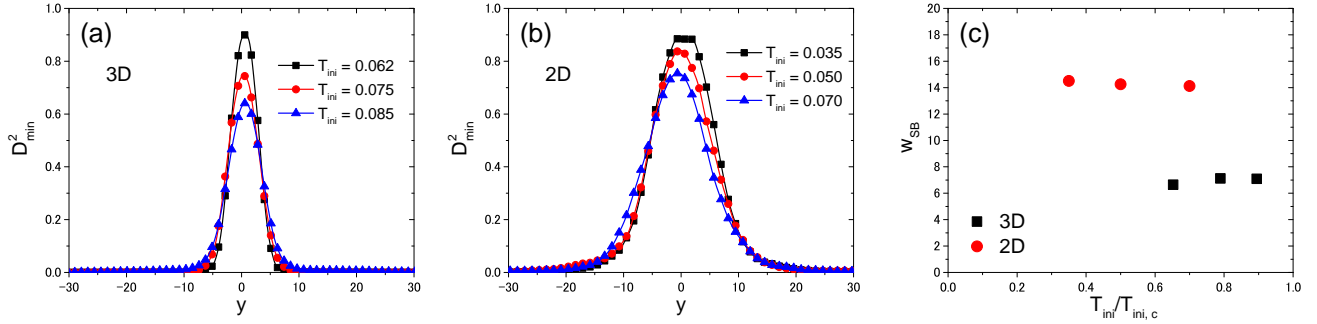 (a)
3D
T_ini = 0.062
T_ini = 0.075
T_ini = 0.085
D²_min
1.0
0.8
0.6
0.4
0.2
0.0
−30 −20 −10 0 10 20 30
y
(b)
2D
T_ini = 0.035
T_ini = 0.050
T_ini = 0.070
D²_min
1.0
0.8
0.6
0.4
0.2
0.0
−30 −20 −10 0 10 20 30
y
(c)
w_SB
20
18
16
14
12
10
8
6
4
2
0
3D
2D
0.0 0.2 0.4 0.6 0.8 1.0
T_ini/T_ini, c